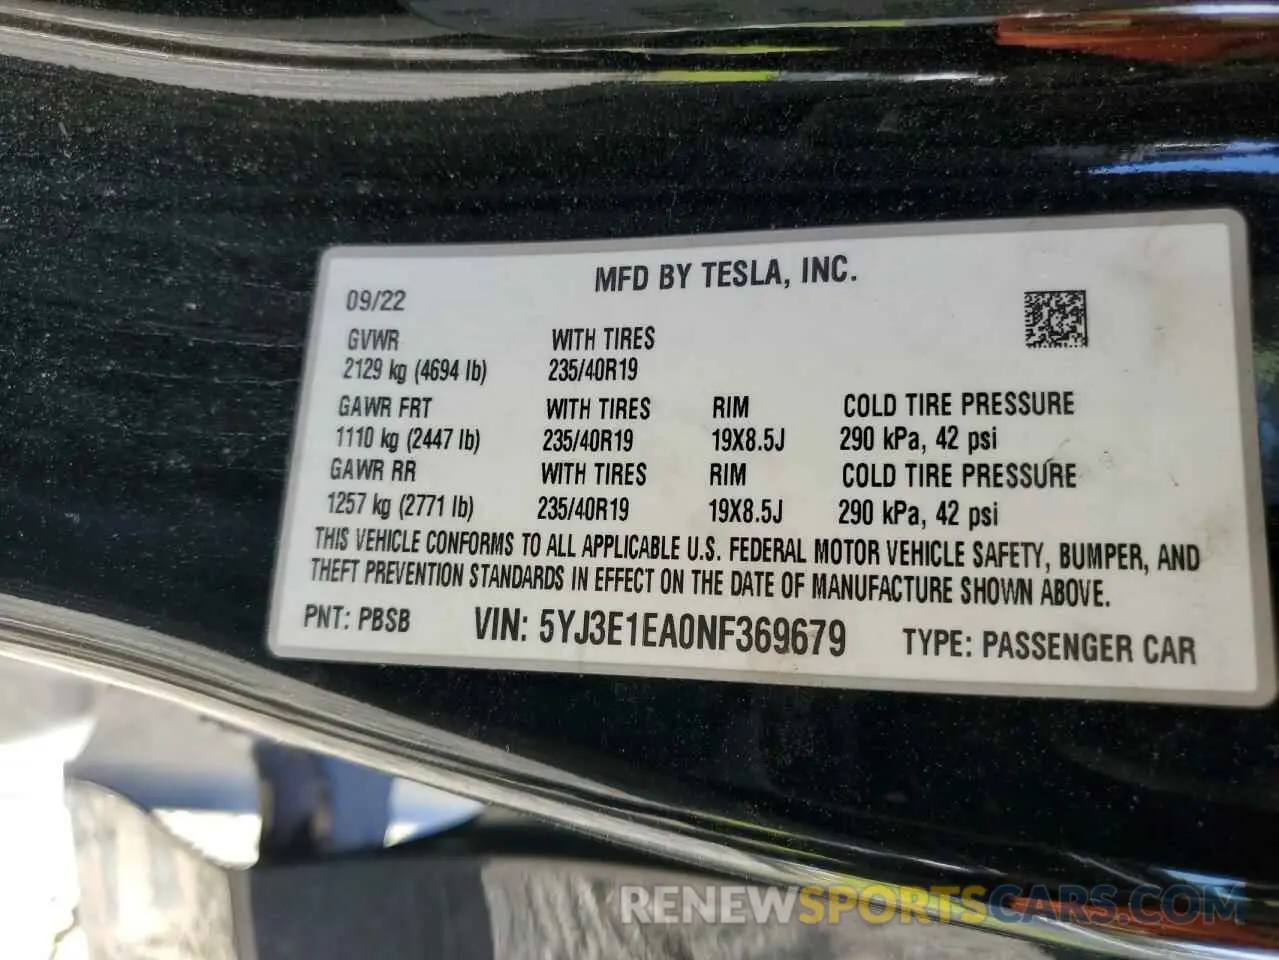 MFD BY TESLA, INC.
09/22
GVWR WITH TIRES
2129 kg (4694 lb) 235/40R19
GAWR FRT WITH TIRES RIM COLD TIRE PRESSURE
1110 kg (2447 lb) 235/40R19 19X8.5J 290 kPa, 42 psi
GAWR RR WITH TIRES RIM COLD TIRE PRESSURE
1257 kg (2771 lb) 235/40R19 19X8.5J 290 kPa, 42 psi
THIS VEHICLE CONFORMS TO ALL APPLICABLE U.S. FEDERAL MOTOR VEHICLE SAFETY, BUMPER, AND
THEFT PREVENTION STANDARDS IN EFFECT ON THE DATE OF MANUFACTURE SHOWN ABOVE.
PNT: PBSB VIN: 5YJ3E1EA0NF369679 TYPE: PASSENGER CAR
RENEWSPORTSCARS.COM